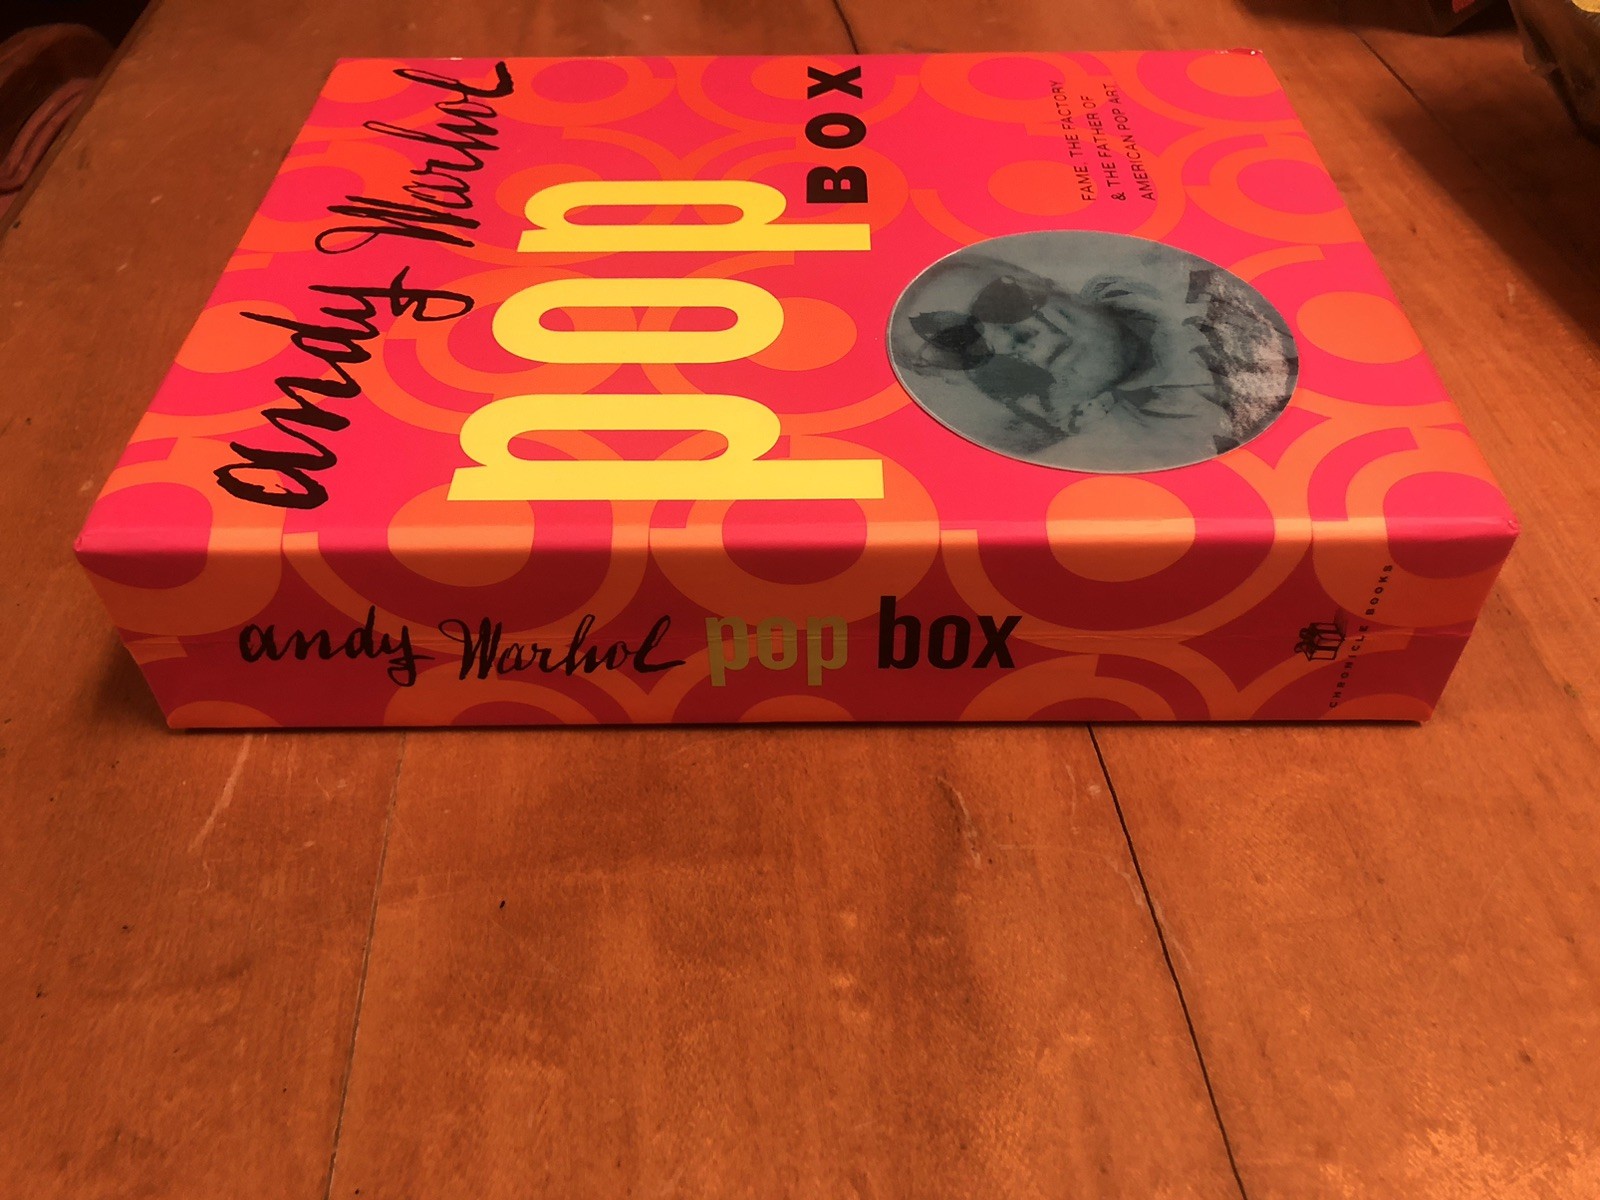 andy Warhol
pop
BOX
FAME, THE FACTORY
& THE FATHER OF
AMERICAN POP ART
andy Warhol pop box
CHRONICLE BOOKS